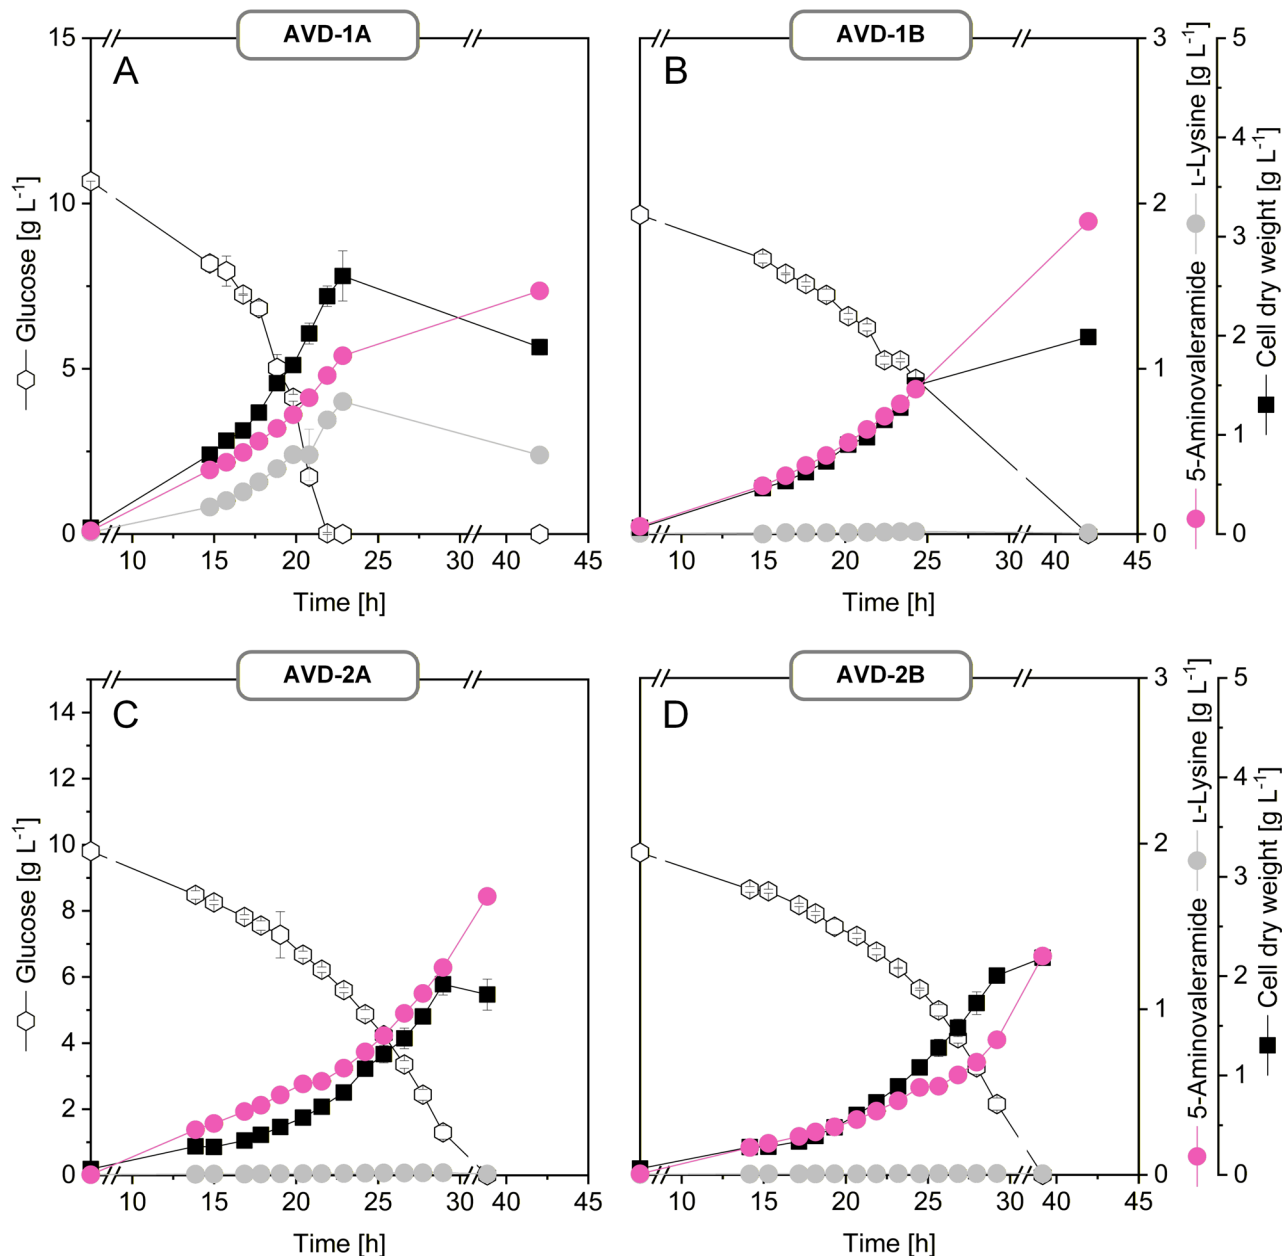 AVD-1A
AVD-1B
A
B
15
10
5
0
Glucose [g L-1]
10 15 20 25 30 45
Time [h]
10 15 20 25 30 45
Time [h]
3
2
1
0
5-Aminovaleramide
ʟ-Lysine [g L-1]
5
4
3
2
1
0
Cell dry weight [g L-1]
AVD-2A
AVD-2B
C
D
14
12
10
8
6
4
2
0
Glucose [g L-1]
10 15 20 25 30 45
Time [h]
10 15 20 25 30 45
Time [h]
3
2
1
0
5-Aminovaleramide
ʟ-Lysine [g L-1]
5
4
3
2
1
0
Cell dry weight [g L-1]